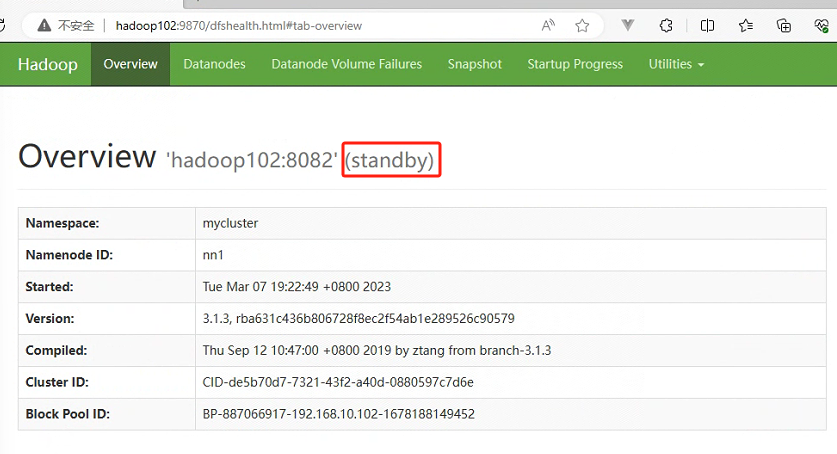 不安全 hadoop102:9870/dfshealth.html#tab-overview
Hadoop Overview Datanodes Datanode Volume Failures Snapshot Startup Progress Utilities
Overview 'hadoop102:8082' (standby)
Namespace: mycluster
Namenode ID: nn1
Started: Tue Mar 07 19:22:49 +0800 2023
Version: 3.1.3, rba631c436b806728f8ec2f54ab1e289526c90579
Compiled: Thu Sep 12 10:47:00 +0800 2019 by ztang from branch-3.1.3
Cluster ID: CID-de5b70d7-7321-43f2-a40d-0880597c7d6e
Block Pool ID: BP-887066917-192.168.10.102-1678188149452